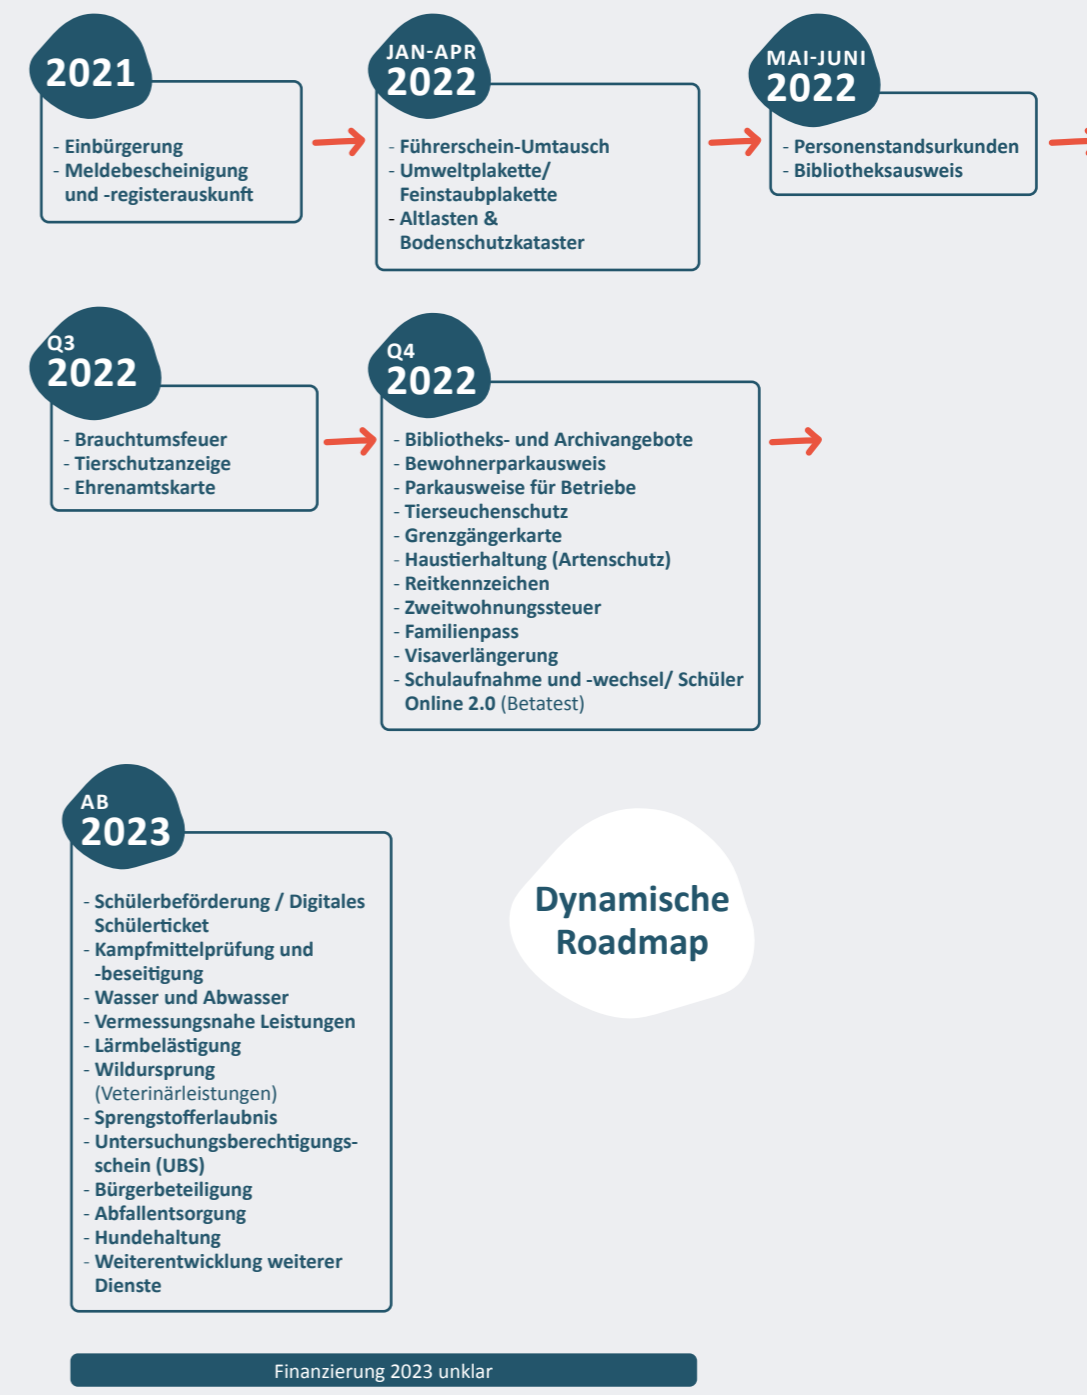 2021
- Einbürgerung
- Meldebescheinigung
und -registerauskunft
JAN-APR
2022
- Führerschein-Umtausch
- Umweltplakette/
Feinstaubplakette
- Altlasten &
Bodenschutzkataster
MAI-JUNI
2022
- Personenstandsurkunden
- Bibliotheksausweis
Q3
2022
- Brauchtumsfeuer
- Tierschutzanzeige
- Ehrenamtskarte
Q4
2022
- Bibliotheks- und Archivangebote
- Bewohnerparkausweis
- Parkausweise für Betriebe
- Tierseuchenschutz
- Grenzgängerkarte
- Haustierhaltung (Artenschutz)
- Reitkennzeichen
- Zweitwohnungssteuer
- Familienpass
- Visaverlängerung
- Schulaufnahme und -wechsel/ Schüler
Online 2.0 (Betatest)
AB
2023
- Schülerbeförderung / Digitales
Schülerticket
- Kampfmittelprüfung und
-beseitigung
- Wasser und Abwasser
- Vermessungsnahe Leistungen
- Lärmbelästigung
- Wildursprung
(Veterinärleistungen)
- Sprengstofferlaubnis
- Untersuchungsberechtigungs-
schein (UBS)
- Bürgerbeteiligung
- Abfallentsorgung
- Hundehaltung
- Weiterentwicklung weiterer
Dienste
Dynamische
Roadmap
Finanzierung 2023 unklar